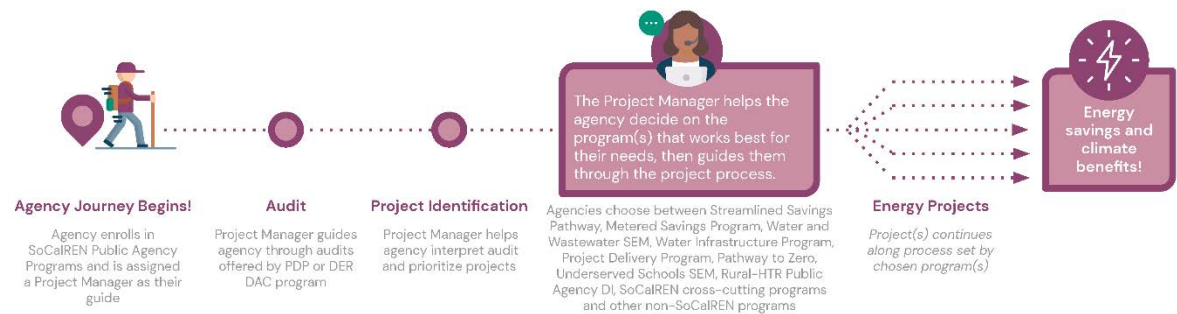 Agency Journey Begins!
Agency enrolls in
SoCalREN Public Agency
Programs and is assigned
a Project Manager as their
guide
Audit
Project Manager guides
agency through audits
offered by PDP or DER
DAC program
Project Identification
Project Manager helps
agency interpret audit
and prioritize projects
The Project Manager helps the
agency decide on the
program(s) that works best for
their needs, then guides them
through the project process.
Agencies choose between Streamlined Savings
Pathway, Metered Savings Program, Water and
Wastewater SEM, Water Infrastructure Program,
Project Delivery Program, Pathway to Zero,
Underserved Schools SEM, Rural-HTR Public
Agency DI, SoCalREN cross-cutting programs
and other non-SoCalREN programs
Energy Projects
Project(s) continues
along process set by
chosen program(s)
Energy
savings and
climate
benefits!